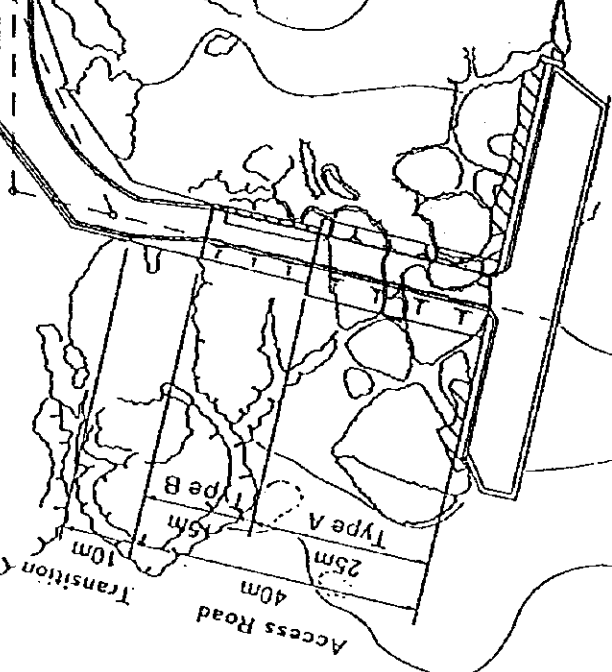 Access Road
Transition
40m
10m
25m
15m
Type A
Type B